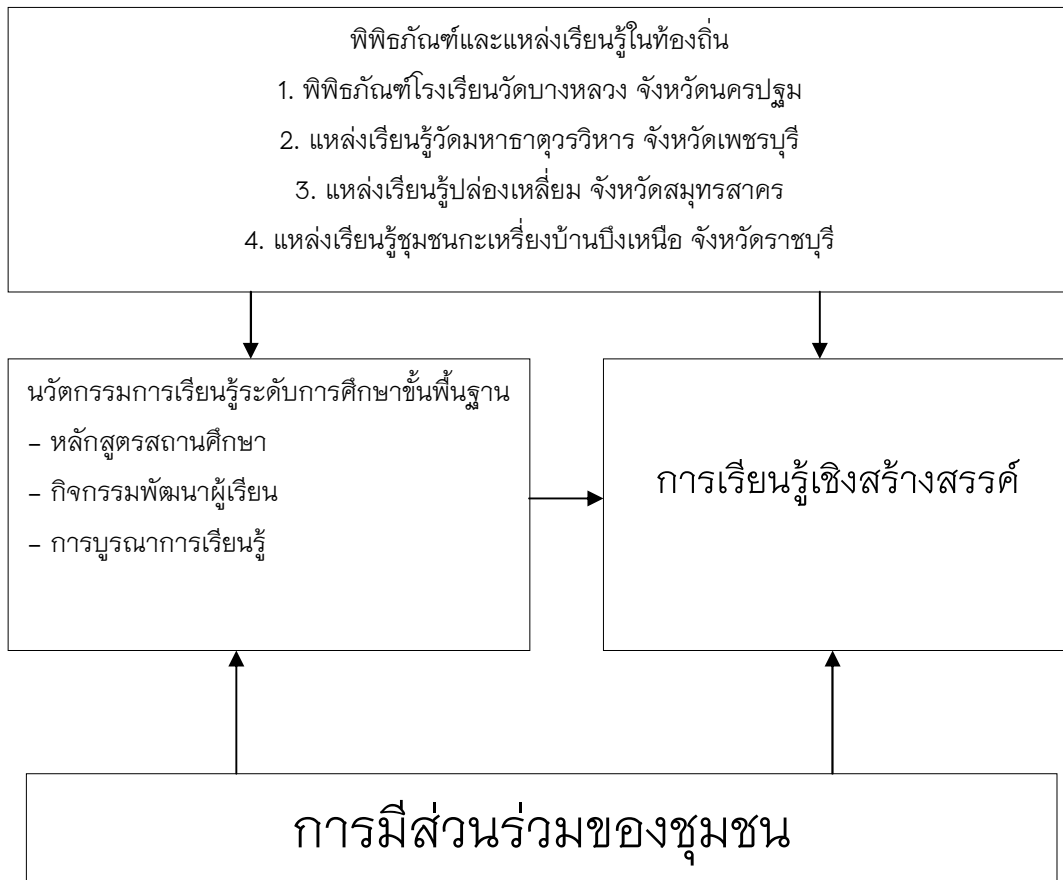 พิพิธภัณฑ์และแหล่งเรียนรู้ในท้องถิ่น
1. พิพิธภัณฑ์โรงเรียนวัดบางหลวง จังหวัดนครปฐม
2. แหล่งเรียนรู้วัดมหาธาตุวรวิหาร จังหวัดเพชรบุรี
3. แหล่งเรียนรู้ปล่องเหลี่ยม จังหวัดสมุทรสาคร
4. แหล่งเรียนรู้ชุมชนกะเหรี่ยงบ้านบึงเหนือ จังหวัดราชบุรี
นวัตกรรมการเรียนรู้ระดับการศึกษาขั้นพื้นฐาน
– หลักสูตรสถานศึกษา
– กิจกรรมพัฒนาผู้เรียน
– การบูรณาการเรียนรู้
การเรียนรู้เชิงสร้างสรรค์
การมีส่วนร่วมของชุมชน